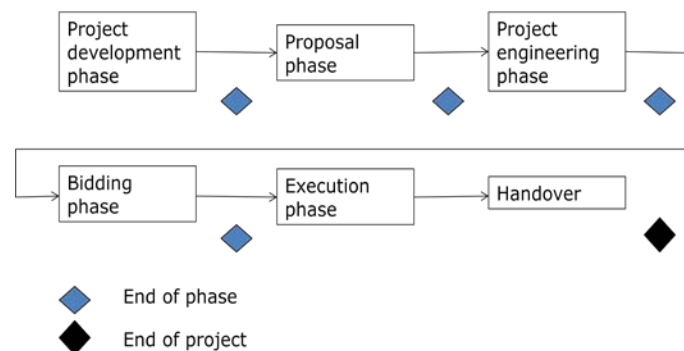 Project
development
phase
Proposal
phase
Project
engineering
phase
Bidding
phase
Execution
phase
Handover
End of phase
End of project